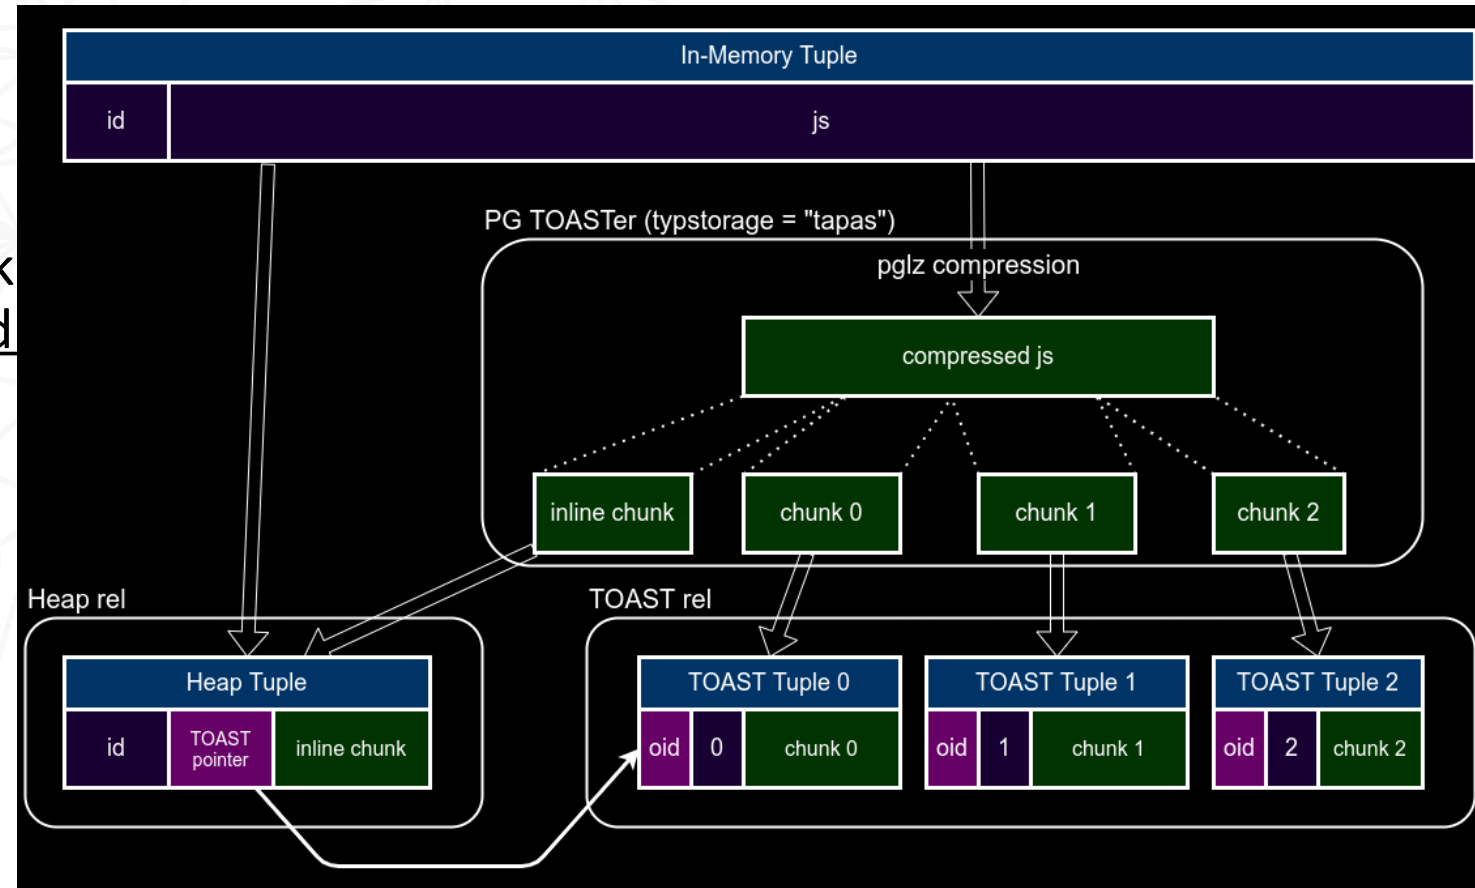 In-Memory Tuple
id
js
PG TOASTer (typstorage = "tapas")
pglz compression
compressed js
inline chunk
chunk 0
chunk 1
chunk 2
k
d
Heap rel
TOAST rel
Heap Tuple
id
TOAST
pointer
inline chunk
TOAST Tuple 0
oid
0
chunk 0
TOAST Tuple 1
oid
1
chunk 1
TOAST Tuple 2
oid
2
chunk 2